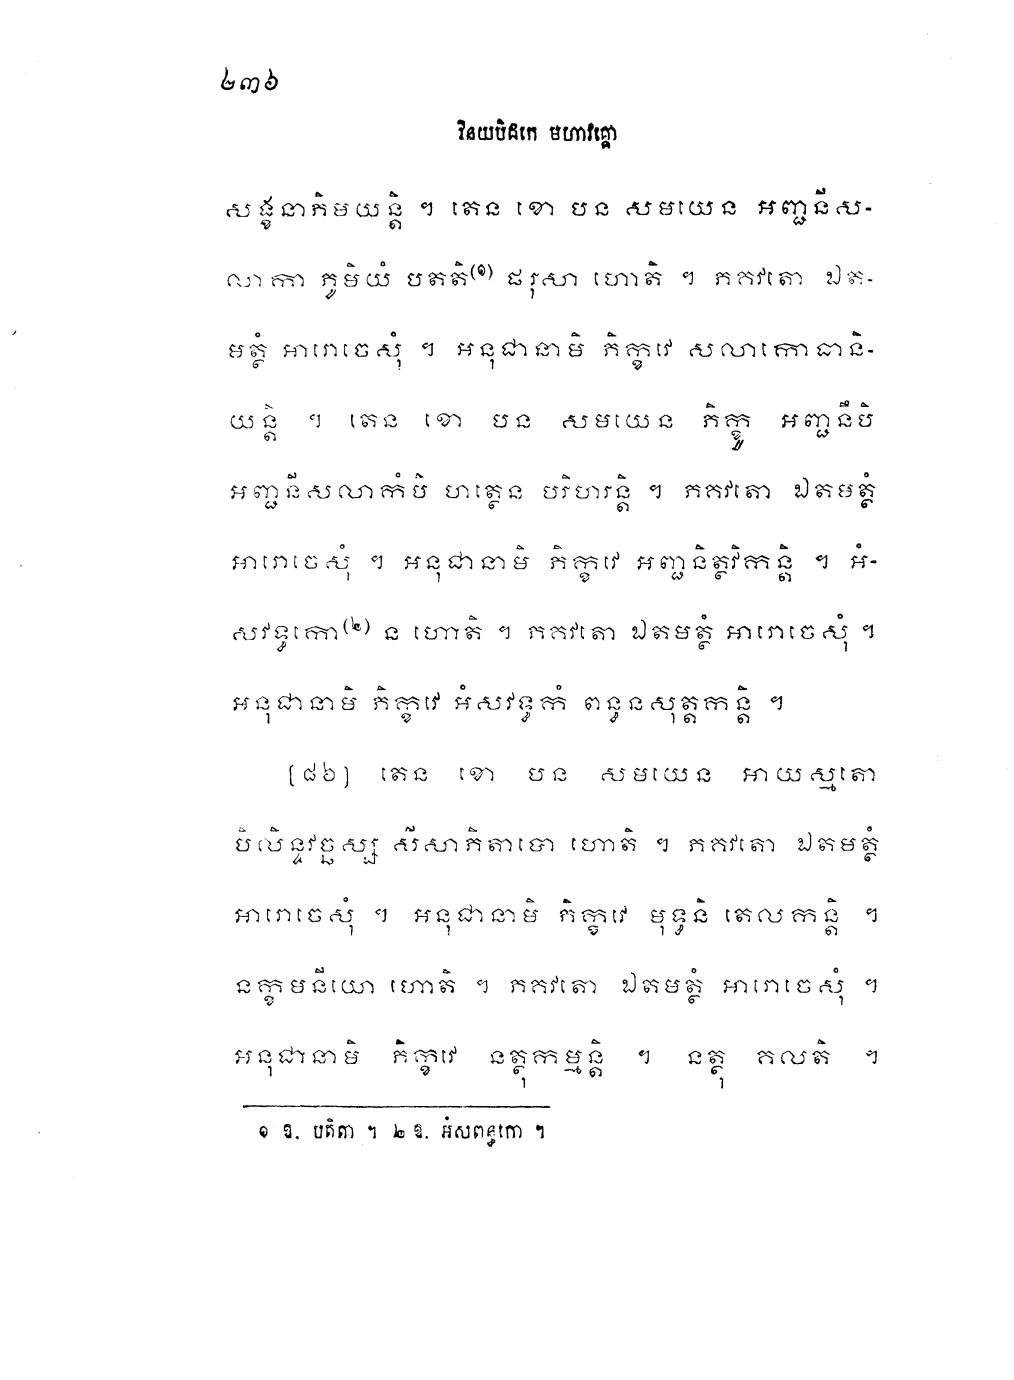 ២៣៦
វិនយបិដកេ មហាវគ្គោ
សង្ខនាភិមយន្តិ ។ តេន ខោ បន សមយេន អញ្ជនីស-
លាកា ភូមិយំ បតតិ(១) ផរុសា ហោតិ ។ ភគវតោ ឯត-
មត្ថំ អារោចេសុំ ។ អនុជានាមិ ភិក្ខវេ សលាកោធានិ-
យន្តិ ។ តេន ខោ បន សមយេន ភិក្ខូ អញ្ជនឹបិ
អញ្ជនីសលាកំបិ ហត្ថេន បរិហរន្តិ ។ ភគវតោ ឯតមត្ថំ
អារោចេសុំ ។ អនុជានាមិ ភិក្ខវេ អញ្ជនិត្ថវិកន្តិ ។ អំ-
សវទ្ធកោ(២) ន ហោតិ ។ ភគវតោ ឯតមត្ថំ អារោចេសុំ ។
អនុជានាមិ ភិក្ខវេ អំសវទ្ធកំ ពន្ធនសុត្តកន្តិ ។
[៨៦] តេន ខោ បន សមយេន អាយស្មតោ
បិលិន្ទវច្ឆស្ស សីសាភិតាបោ ហោតិ ។ ភគវតោ ឯតមត្ថំ
អារោចេសុំ ។ អនុជានាមិ ភិក្ខវេ មុទ្ធនិ តេលកន្តិ ។
នក្ខមនីយោ ហោតិ ។ ភគវតោ ឯតមត្ថំ អារោចេសុំ ។
អនុជានាមិ ភិក្ខវេ នត្ថុកម្មន្តិ ។ នត្ថុ គលតិ ។
១ ឱ. បតិតា ។ ២ ឱ. អំសពន្ធកោ ។